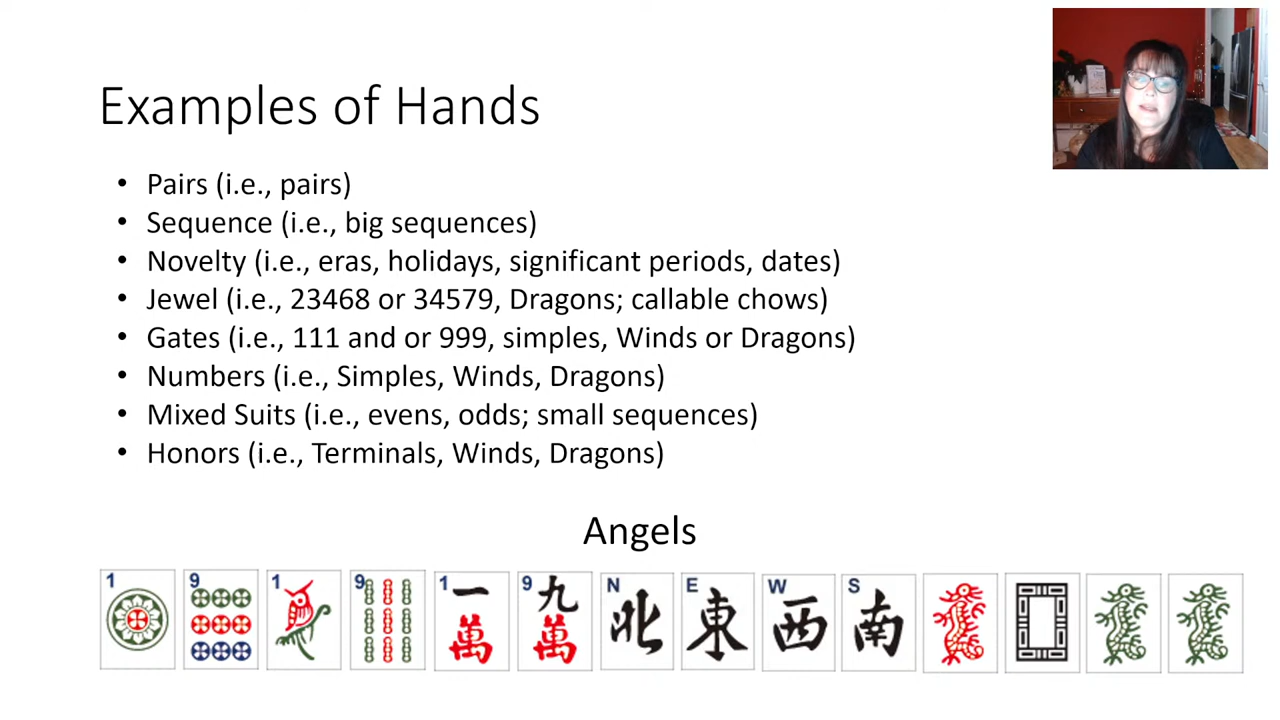 Examples of Hands
• Pairs (i.e., pairs)
• Sequence (i.e., big sequences)
• Novelty (i.e., eras, holidays, significant periods, dates)
• Jewel (i.e., 23468 or 34579, Dragons; callable chows)
• Gates (i.e., 111 and or 999, simples, Winds or Dragons)
• Numbers (i.e., Simples, Winds, Dragons)
• Mixed Suits (i.e., evens, odds; small sequences)
• Honors (i.e., Terminals, Winds, Dragons)
Angels
1 9 1 9 1 一萬 9 九萬 N 北 E 東 W 西 S 南